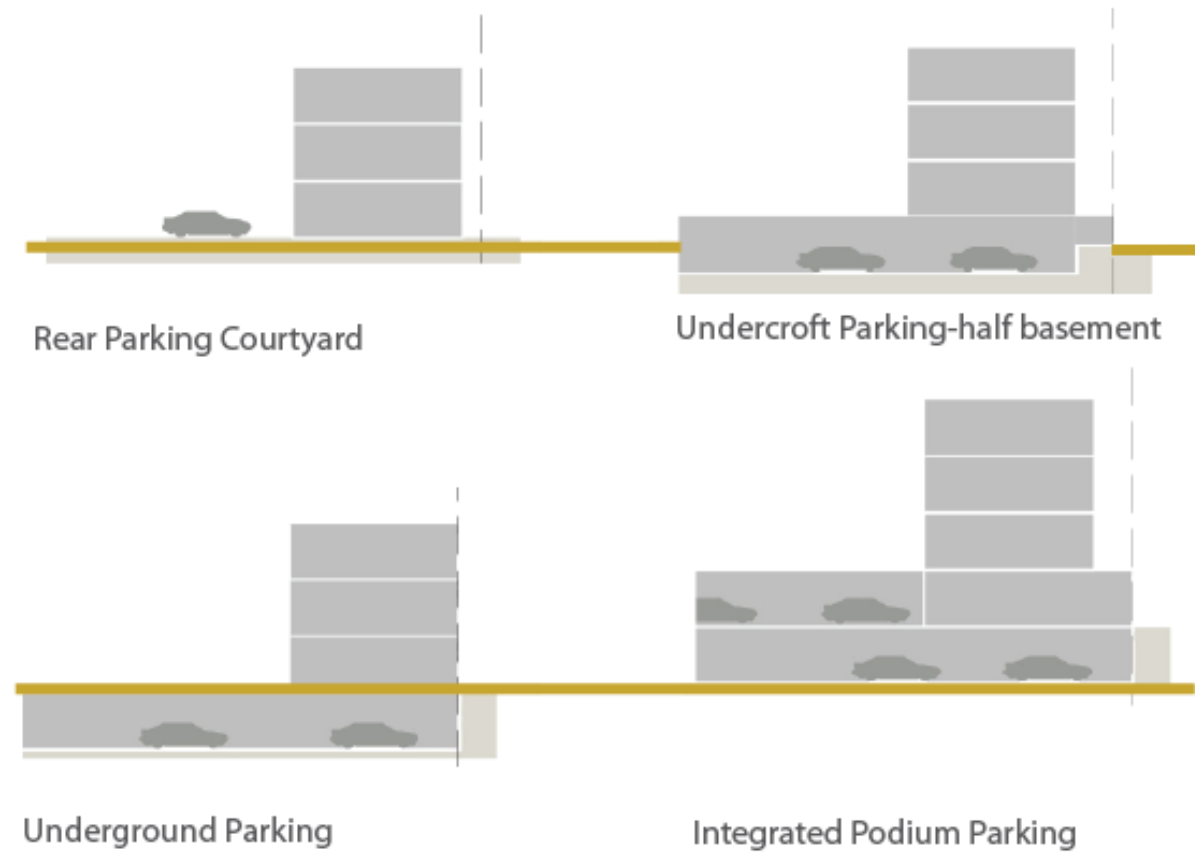 Rear Parking Courtyard
Undercroft Parking-half basement
Underground Parking
Integrated Podium Parking